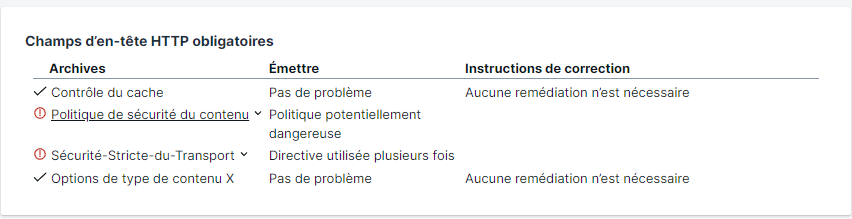 Champs d’en-tête HTTP obligatoires
Archives Émettre Instructions de correction
Contrôle du cache Pas de problème Aucune remédiation n’est nécessaire
Politique de sécurité du contenu Politique potentiellement
dangereuse
Sécurité-Stricte-du-Transport Directive utilisée plusieurs fois
Options de type de contenu X Pas de problème Aucune remédiation n’est nécessaire